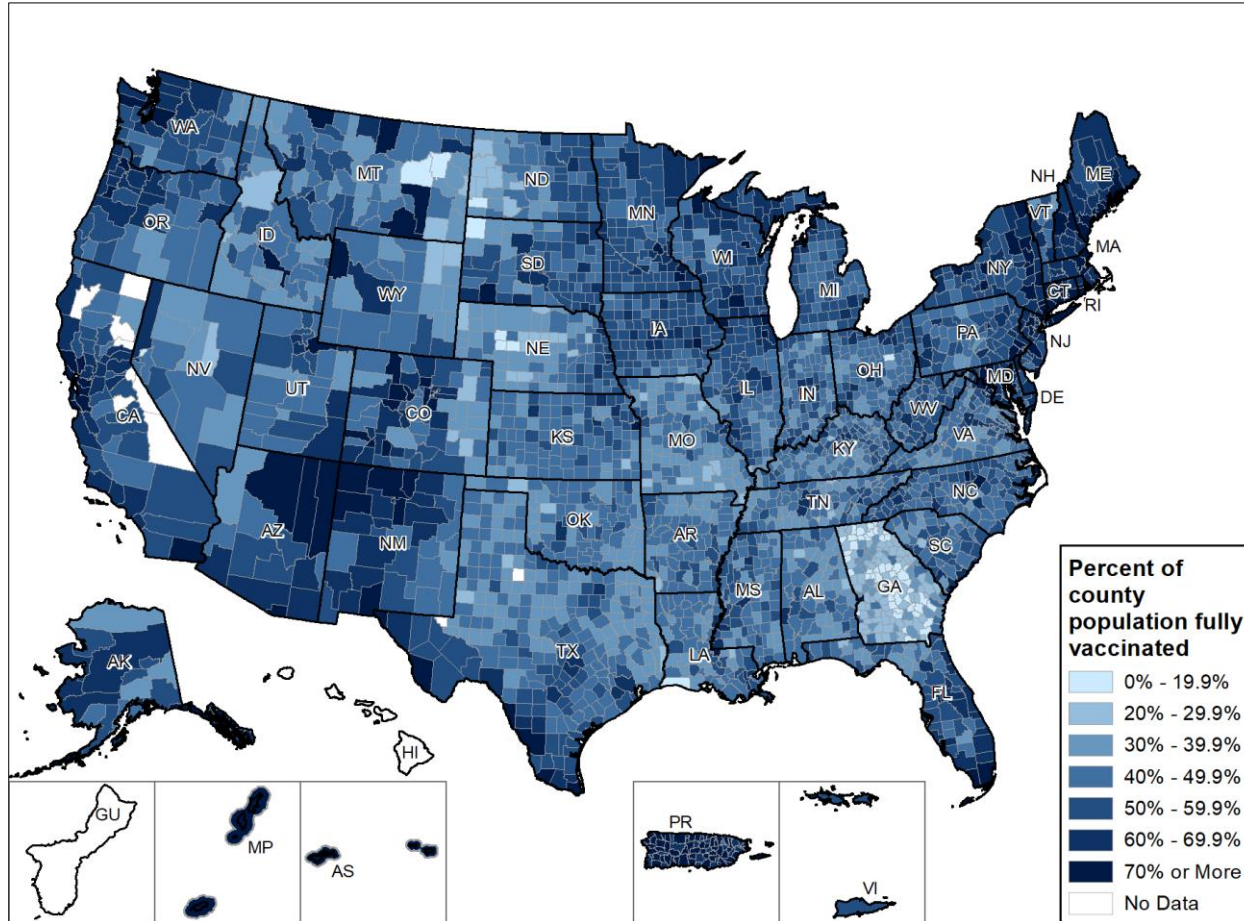 WA
MT
ND
MN
OR
ID
SD
WI
WY
MI
NH
VT
ME
NY
MA
CT
RI
NV
UT
NE
IA
PA
NJ
CA
CO
IL
IN
OH
MD
DE
WV
KS
MO
KY
VA
TN
NC
AZ
NM
OK
AR
SC
MS
AL
GA
TX
LA
FL
AK
HI
GU
MP
AS
PR
VI
Percent of
county
population fully
vaccinated
0% - 19.9%
20% - 29.9%
30% - 39.9%
40% - 49.9%
50% - 59.9%
60% - 69.9%
70% or More
No Data